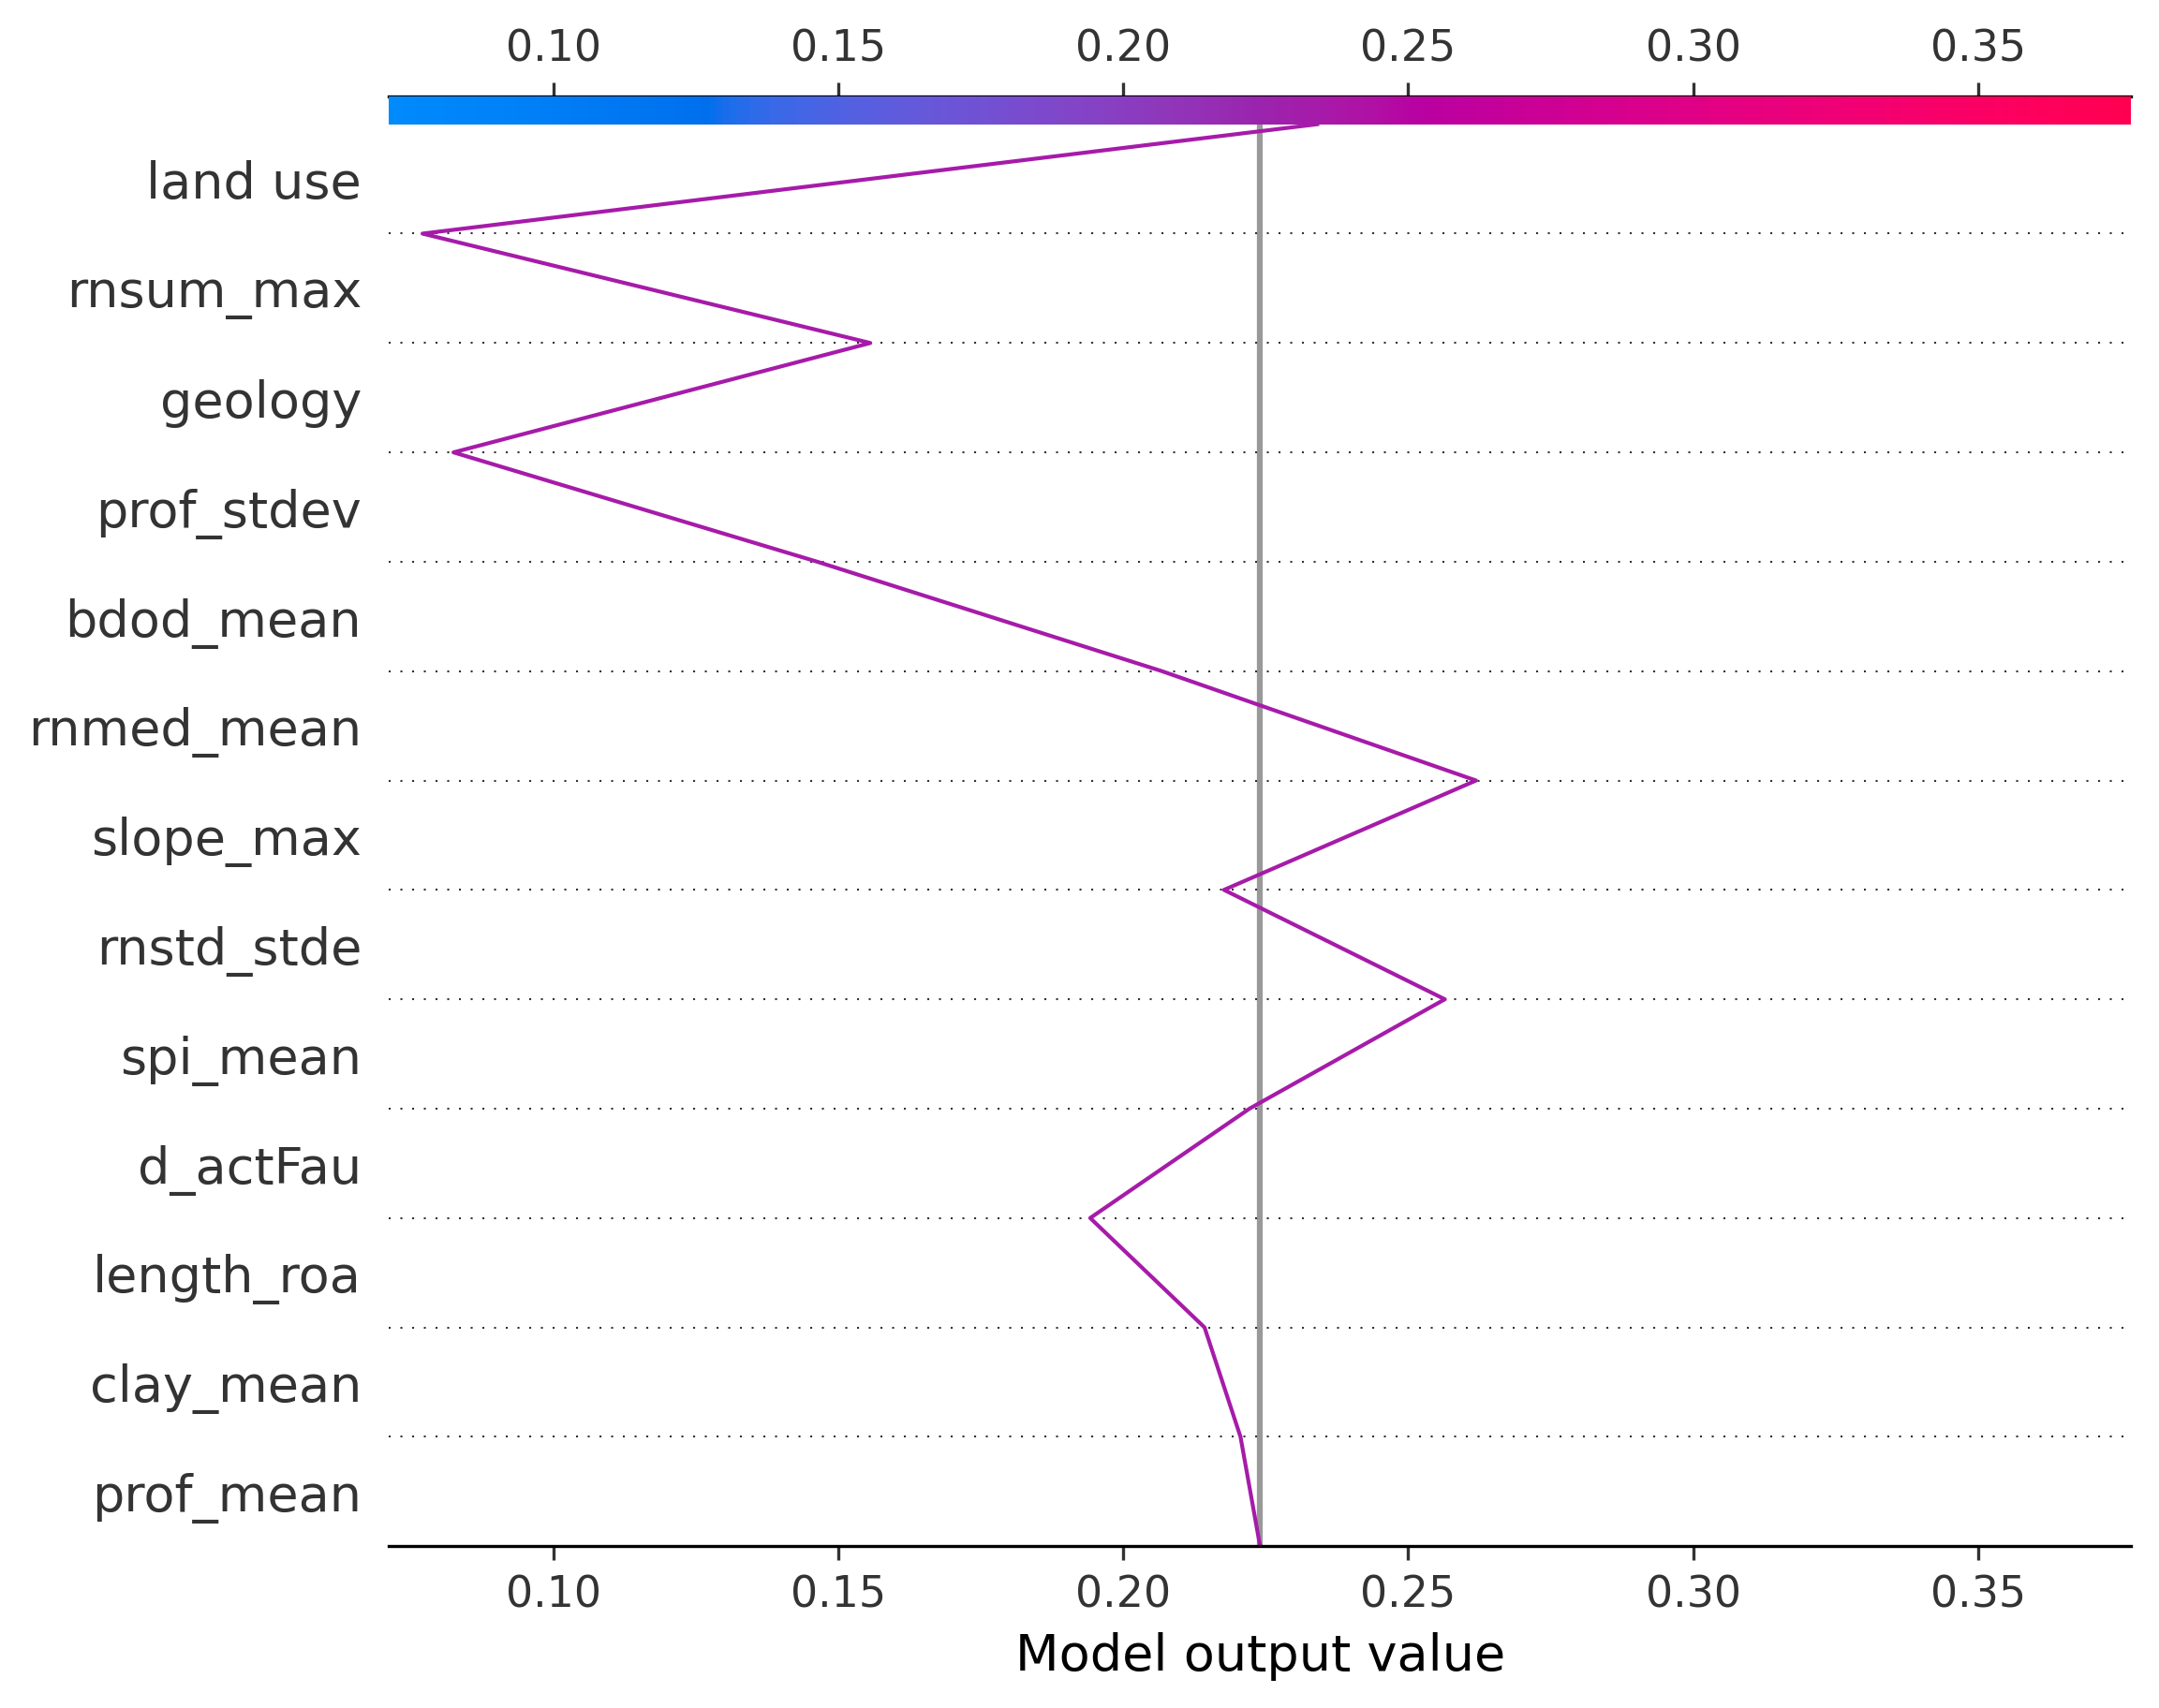 0.10 0.15 0.20 0.25 0.30 0.35
land use
rnsum_max
geology
prof_stdev
bdod_mean
rnmed_mean
slope_max
rnstd_stde
spi_mean
d_actFau
length_roa
clay_mean
prof_mean
0.10 0.15 0.20 0.25 0.30 0.35
Model output value